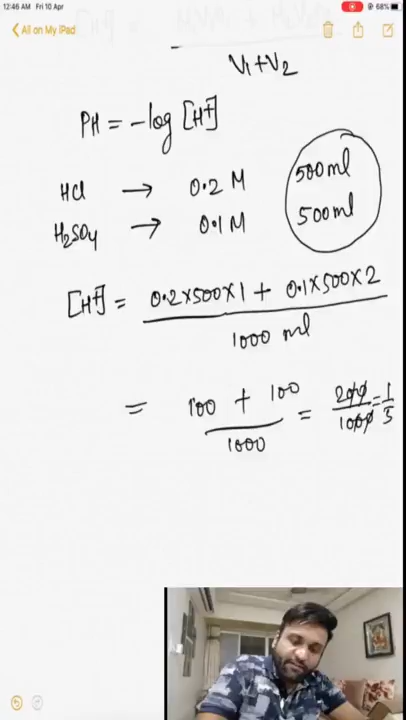 12:46 AM Fri 10 Apr
68%
All on My iPad
V1+V2
PH = -log [H+]
HCl → 0.2 M 500ml
H2SO4 → 0.1M 500ml
[H+] = 0.2×500×1 + 0.1×500×2
1000 ml
= 100 + 100 = 200 = 1
1000 1000 5